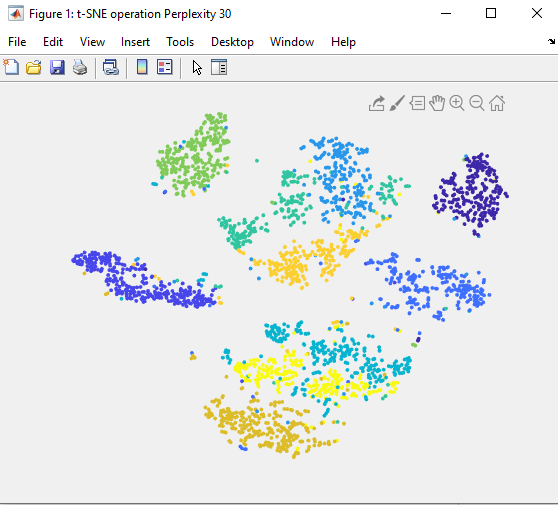 Figure 1: t-SNE operation Perplexity 30
File Edit View Insert Tools Desktop Window Help